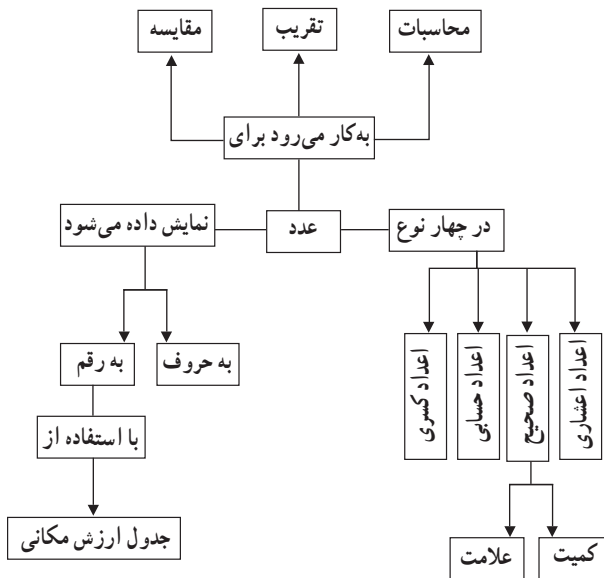 محاسبات
تقریب
مقایسه
به‌کار می‌رود برای
در چهار نوع
عدد
نمایش داده می‌شود
اعداد اعشاری
اعداد صحیح
اعداد حسابی
اعداد کسری
به حروف
به رقم
با استفاده از
جدول ارزش مکانی
کمیت
علامت